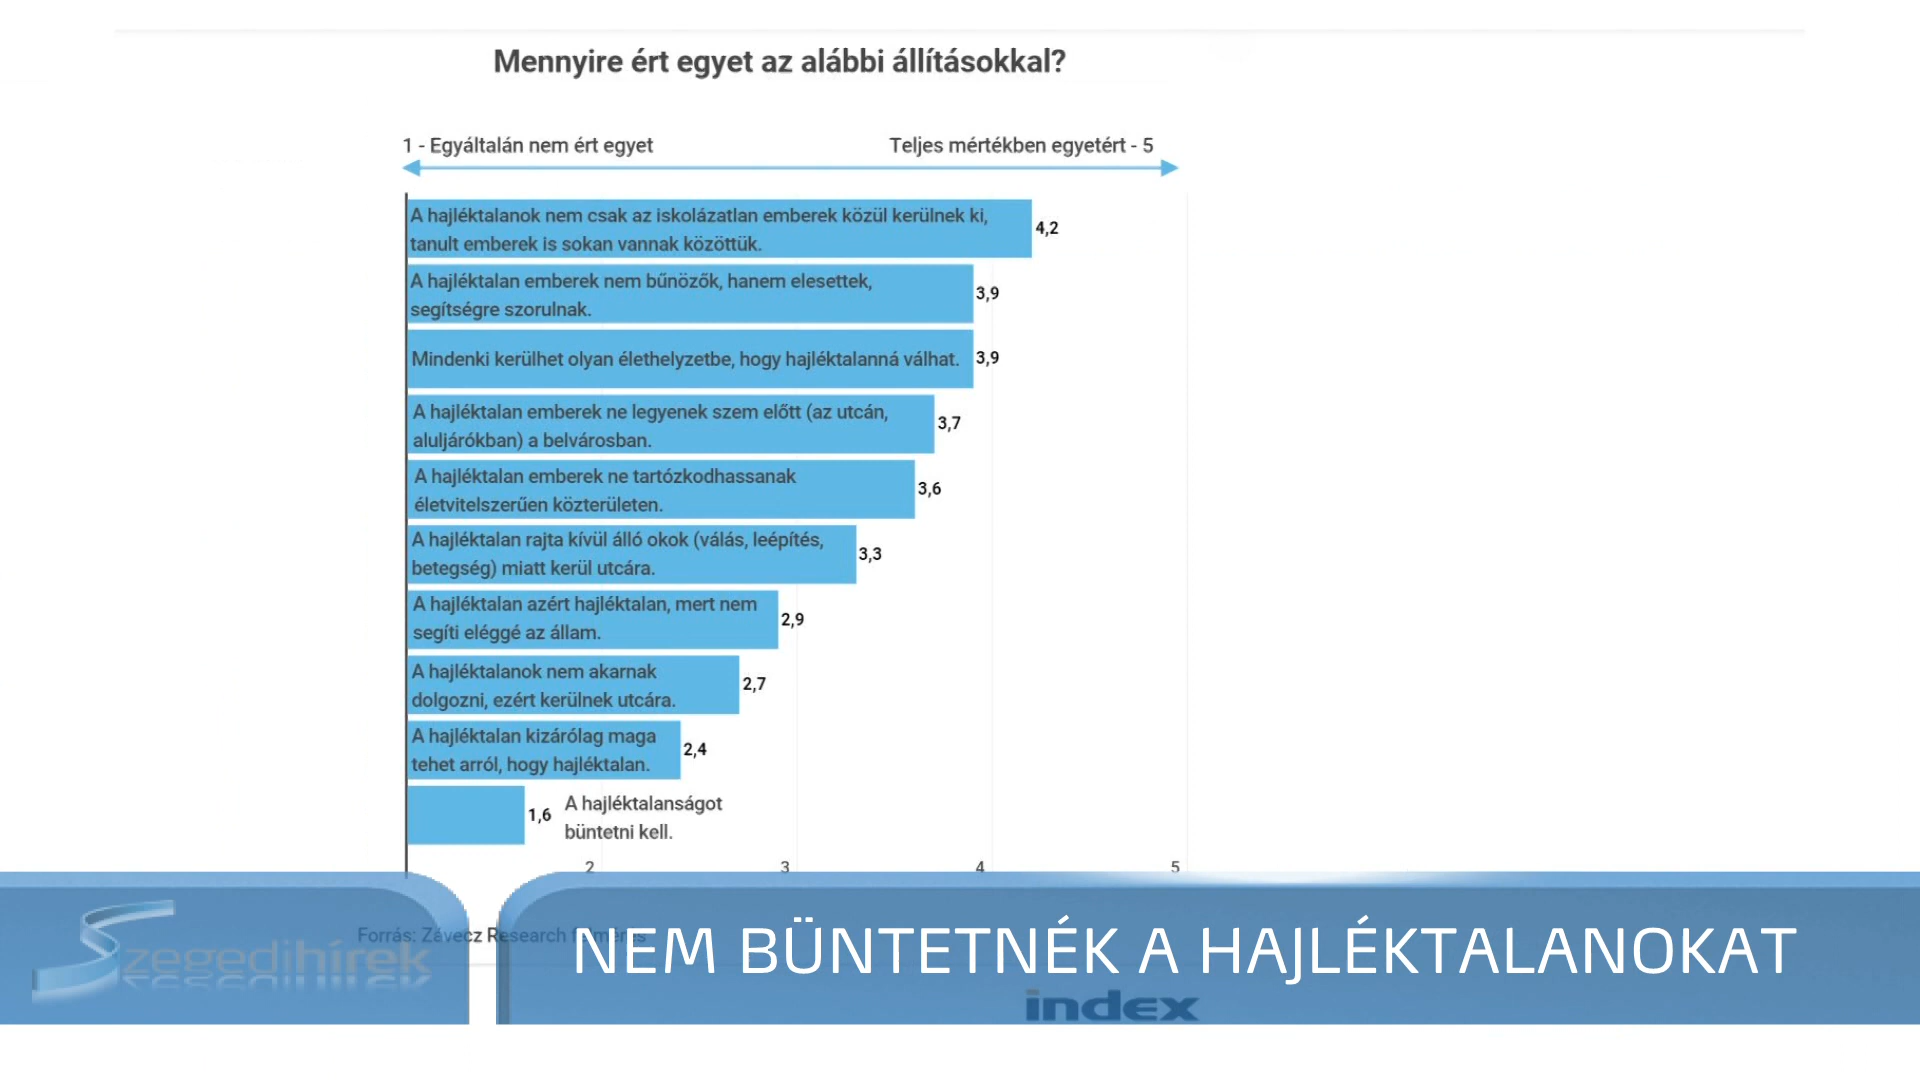 Mennyire ért egyet az alábbi állításokkal?
1 - Egyáltalán nem ért egyet
Teljes mértékben egyetért - 5
A hajléktalanok nem csak az iskolázatlan emberek közül kerülnek ki,
tanult emberek is sokan vannak közöttük.
4,2
A hajléktalan emberek nem bűnözők, hanem elesettek,
segítségre szorulnak.
3,9
Mindenki kerülhet olyan élethelyzetbe, hogy hajléktalanná válhat.
3,9
A hajléktalan emberek ne legyenek szem előtt (az utcán,
aluljárókban) a belvárosban.
3,7
A hajléktalan emberek ne tartózkodhassanak
életvitelszerűen közterületen.
3,6
A hajléktalan rajta kívül álló okok (válás, leépítés,
betegség) miatt kerül utcára.
3,3
A hajléktalan azért hajléktalan, mert nem
segíti eléggé az állam.
2,9
A hajléktalanok nem akarnak
dolgozni, ezért kerülnek utcára.
2,7
A hajléktalan kizárólag maga
tehet arról, hogy hajléktalan.
2,4
1,6
A hajléktalanságot
büntetni kell.
2 3 4 5
Forrás: Závecz Research felmérés
Szegedihírek
NEM BÜNTETNÉK A HAJLÉKTALANOKAT
index